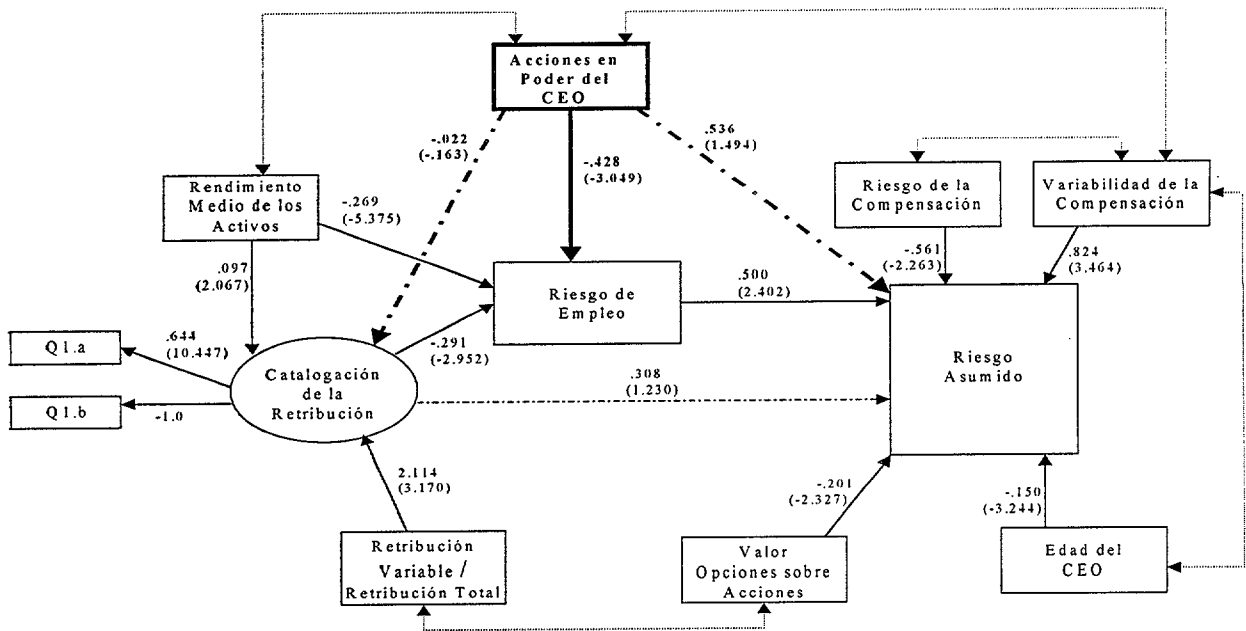 Acciones en
Poder del
CEO
-.022
(-.163)
-.428
(-3.049)
.536
(1.494)
Rendimiento
Medio de los
Activos
-.269
(-5.375)
Riesgo de la
Compensación
Variabilidad de la
Compensación
.097
(2.067)
-.561
(-2.263)
.824
(3.464)
Riesgo de
Empleo
.500
(2.402)
Q1.a
.644
(10.447)
-.291
(-2.952)
Riesgo
Asumido
Catalogación
de la
Retribución
.308
(1.230)
Q1.b
-1.0
2.114
(3.170)
-.201
(-2.327)
-.150
(-3.244)
Retribución
Variable /
Retribución Total
Valor
Opciones sobre
Acciones
Edad del
CEO